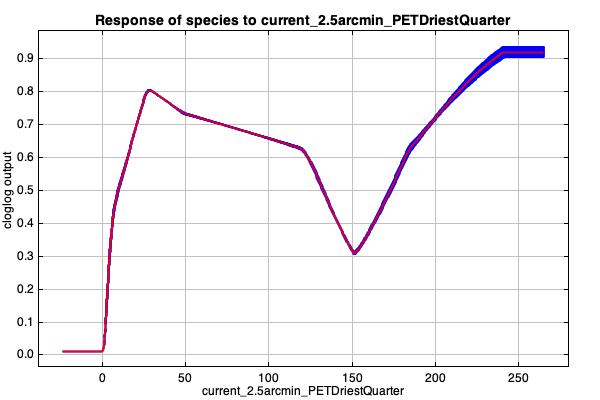 Response of species to current_2.5arcmin_PETDriestQuarter
cloglog output
0.9
0.8
0.7
0.6
0.5
0.4
0.3
0.2
0.1
0.0
0 50 100 150 200 250
current_2.5arcmin_PETDriestQuarter